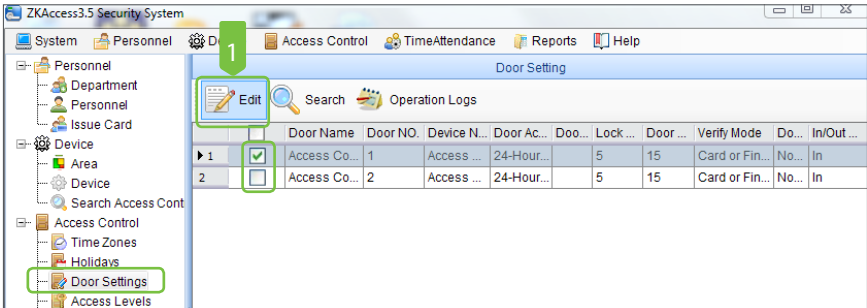 ZKAccess3.5 Security System
System Personnel De Access Control TimeAttendance Reports Help
1
Personnel
Department
Personnel
Issue Card
Device
Area
Device
Search Access Cont
Access Control
Time Zones
Holidays
Door Settings
Access Levels
Door Setting
Edit Search Operation Logs
Door Name Door NO. Device N... Door Ac... Doo... Lock ... Door ... Verify Mode Do... In/Out ...
1 Access Co... 1 Access ... 24-Hour... 5 15 Card or Fin... No... In
2 Access Co... 2 Access ... 24-Hour... 5 15 Card or Fin... No... In